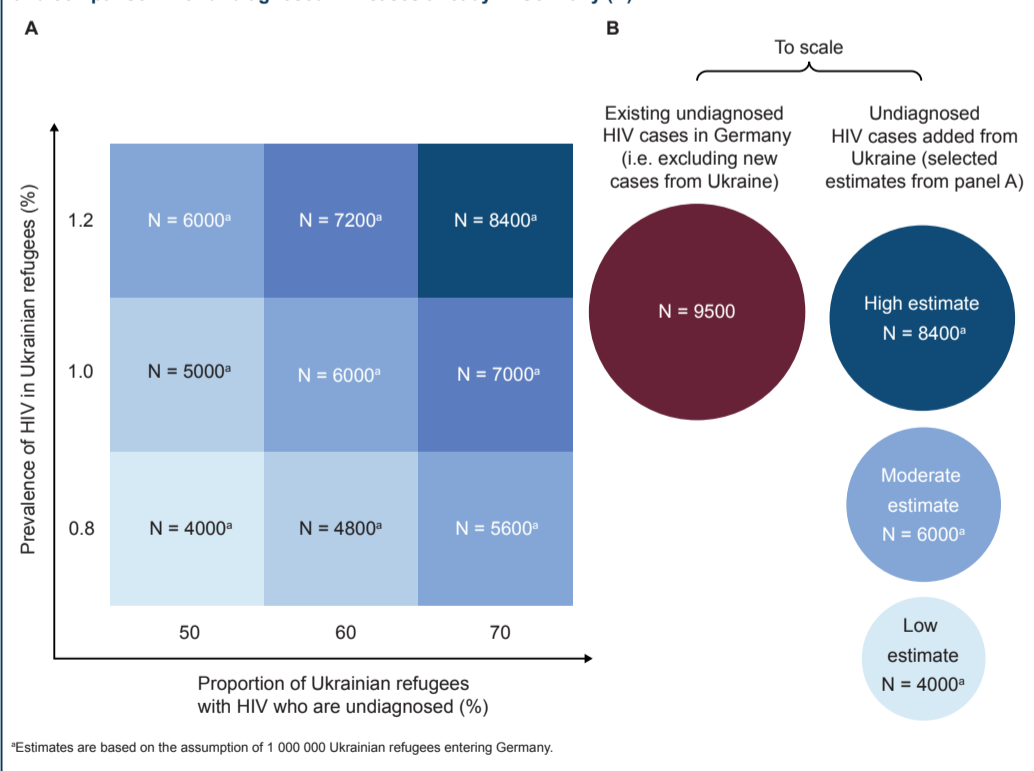 A
Prevalence of HIV in Ukrainian refugees (%)
1.2
N = 6000ᵃ
N = 7200ᵃ
N = 8400ᵃ
1.0
N = 5000ᵃ
N = 6000ᵃ
N = 7000ᵃ
0.8
N = 4000ᵃ
N = 4800ᵃ
N = 5600ᵃ
50
60
70
Proportion of Ukrainian refugees
with HIV who are undiagnosed (%)
B
To scale
Existing undiagnosed
HIV cases in Germany
(i.e. excluding new
cases from Ukraine)
Undiagnosed
HIV cases added from
Ukraine (selected
estimates from panel A)
N = 9500
High estimate
N = 8400ᵃ
Moderate
estimate
N = 6000ᵃ
Low
estimate
N = 4000ᵃ
ᵃEstimates are based on the assumption of 1 000 000 Ukrainian refugees entering Germany.